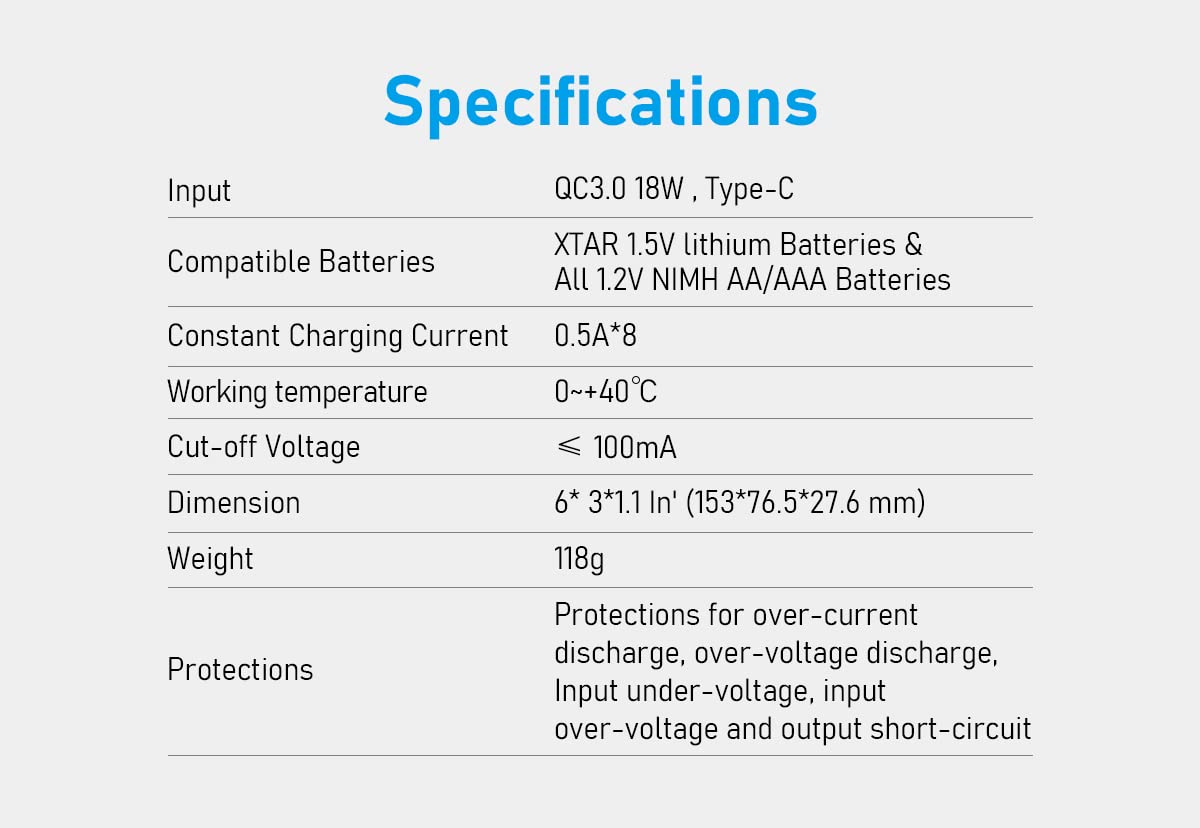 Specifications
Input QC3.0 18W , Type-C
Compatible Batteries XTAR 1.5V lithium Batteries &
All 1.2V NIMH AA/AAA Batteries
Constant Charging Current 0.5A*8
Working temperature 0~+40°C
Cut-off Voltage ⩽ 100mA
Dimension 6* 3*1.1 In' (153*76.5*27.6 mm)
Weight 118g
Protections Protections for over-current
discharge, over-voltage discharge,
Input under-voltage, input
over-voltage and output short-circuit